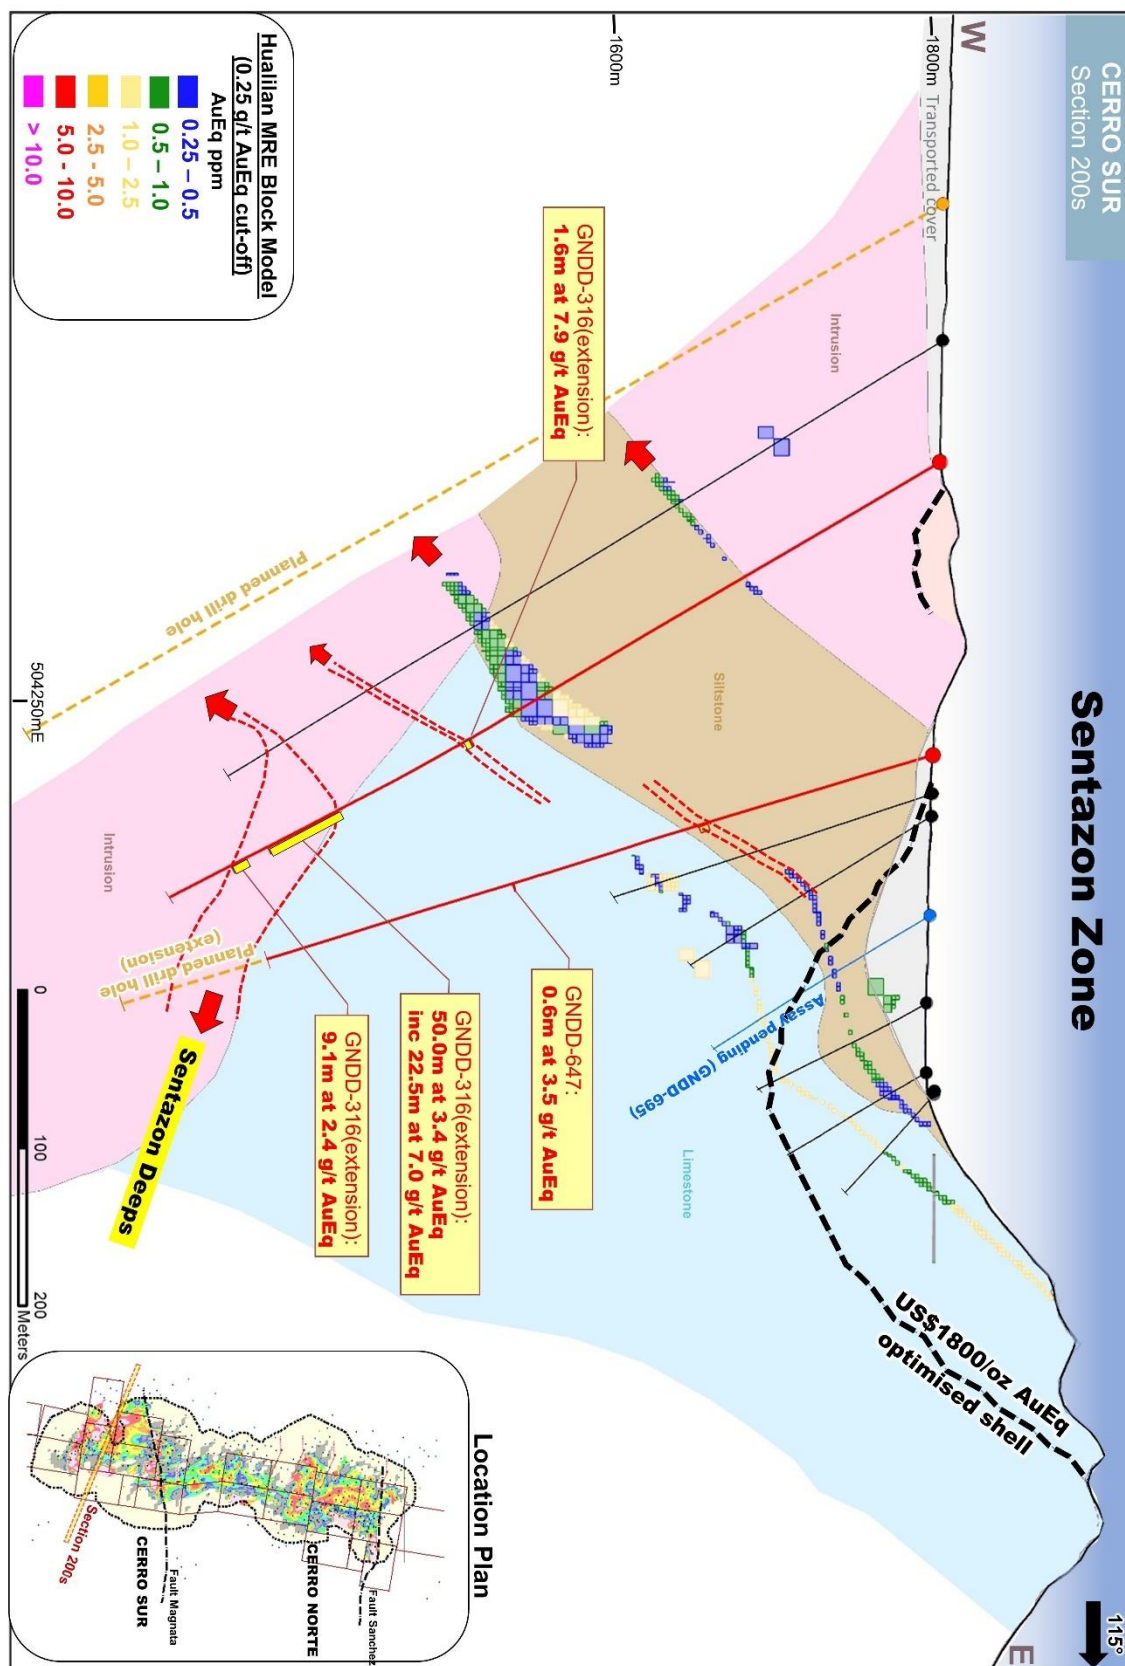 CERRO SUR
Section 200s
Sentazon Zone
115°
W
E
1800m
Transported cover
1600m
Intrusion
Siltstone
Limestone
US$1800/oz AuEq
optimised shell
Assay pending (GNDD-695)
GNDD-316(extension):
1.6m at 7.9 g/t AuEq
GNDD-647:
0.6m at 3.5 g/t AuEq
GNDD-316(extension):
50.0m at 3.4 g/t AuEq
inc 22.5m at 7.0 g/t AuEq
GNDD-316(extension):
9.1m at 2.4 g/t AuEq
Planned drill
hole
Planned drill hole
(extension)
Intrusion
Sentazon Deeps
504250mE
0
100
200
Meters
Hualilan MRE Block Model
(0.25 g/t AuEq cut-off)
AuEq ppm
0.25 – 0.5
0.5 – 1.0
1.0 – 2.5
2.5 - 5.0
5.0 - 10.0
> 10.0
Location Plan
Fault Sanchez
CERRO NORTE
Fault Magnata
CERRO SUR
Section 200s